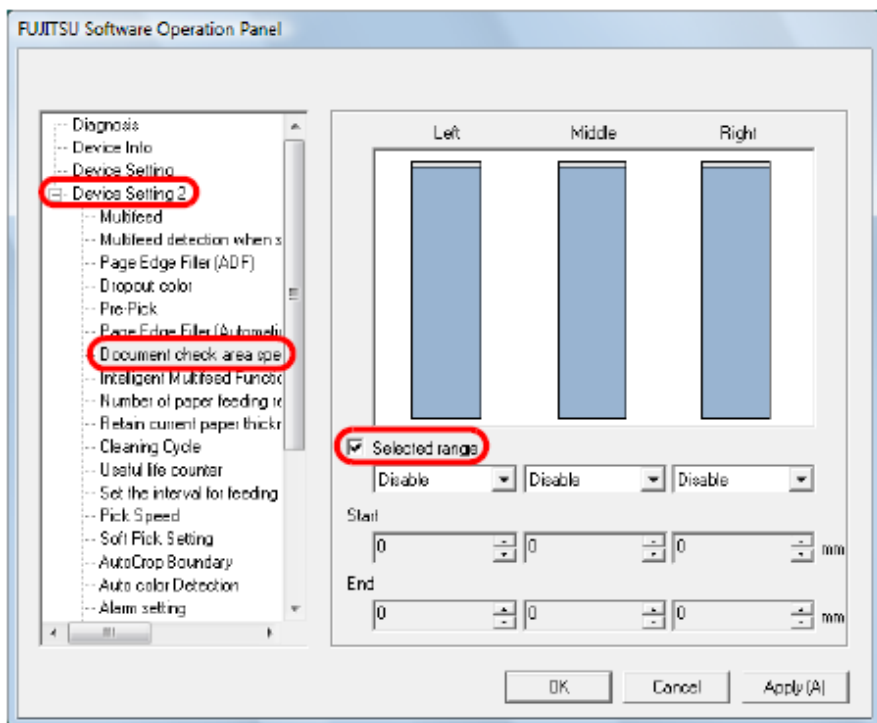 FUJITSU Software Operation Panel
Diagnosis
Device Info
Device Setting
Device Setting 2
Multifeed
Multifeed detection when s
Page Edge Filler (ADF)
Dropout color
Pre-Pick
Page Edge Filler (Automatic
Document check area spe
Intelligent Multifeed Functio
Number of paper feeding re
Retain current paper thickr
Cleaning Cycle
Useful life counter
Set the interval for feeding
Pick Speed
Soft Pick Setting
AutoCrop Boundary
Auto color Detection
Alarm setting
Left Middle Right
Selected range
Disable Disable Disable
Start
0 0 0 mm
End
0 0 0 mm
OK Cancel Apply (A)